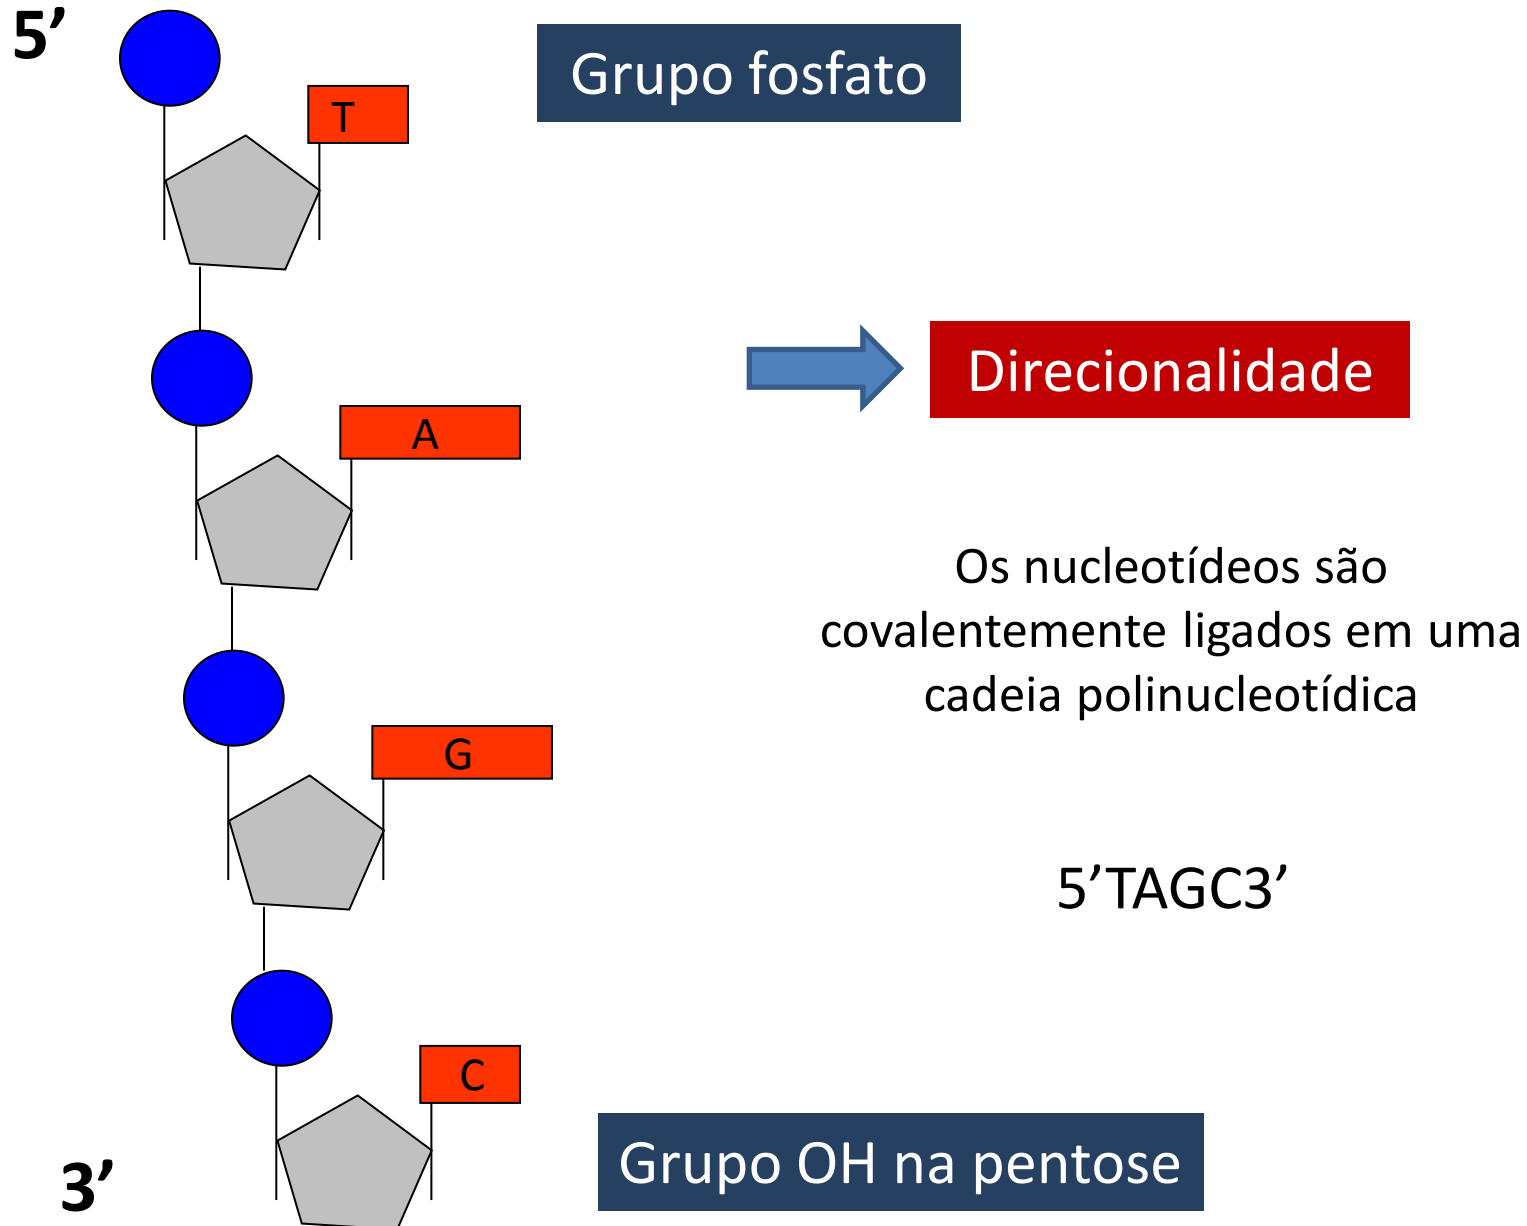 5’
Grupo fosfato
T
Direcionalidade
A
Os nucleotídeos são
covalentemente ligados em uma
cadeia polinucleotídica
G
5’TAGC3’
C
Grupo OH na pentose
3’